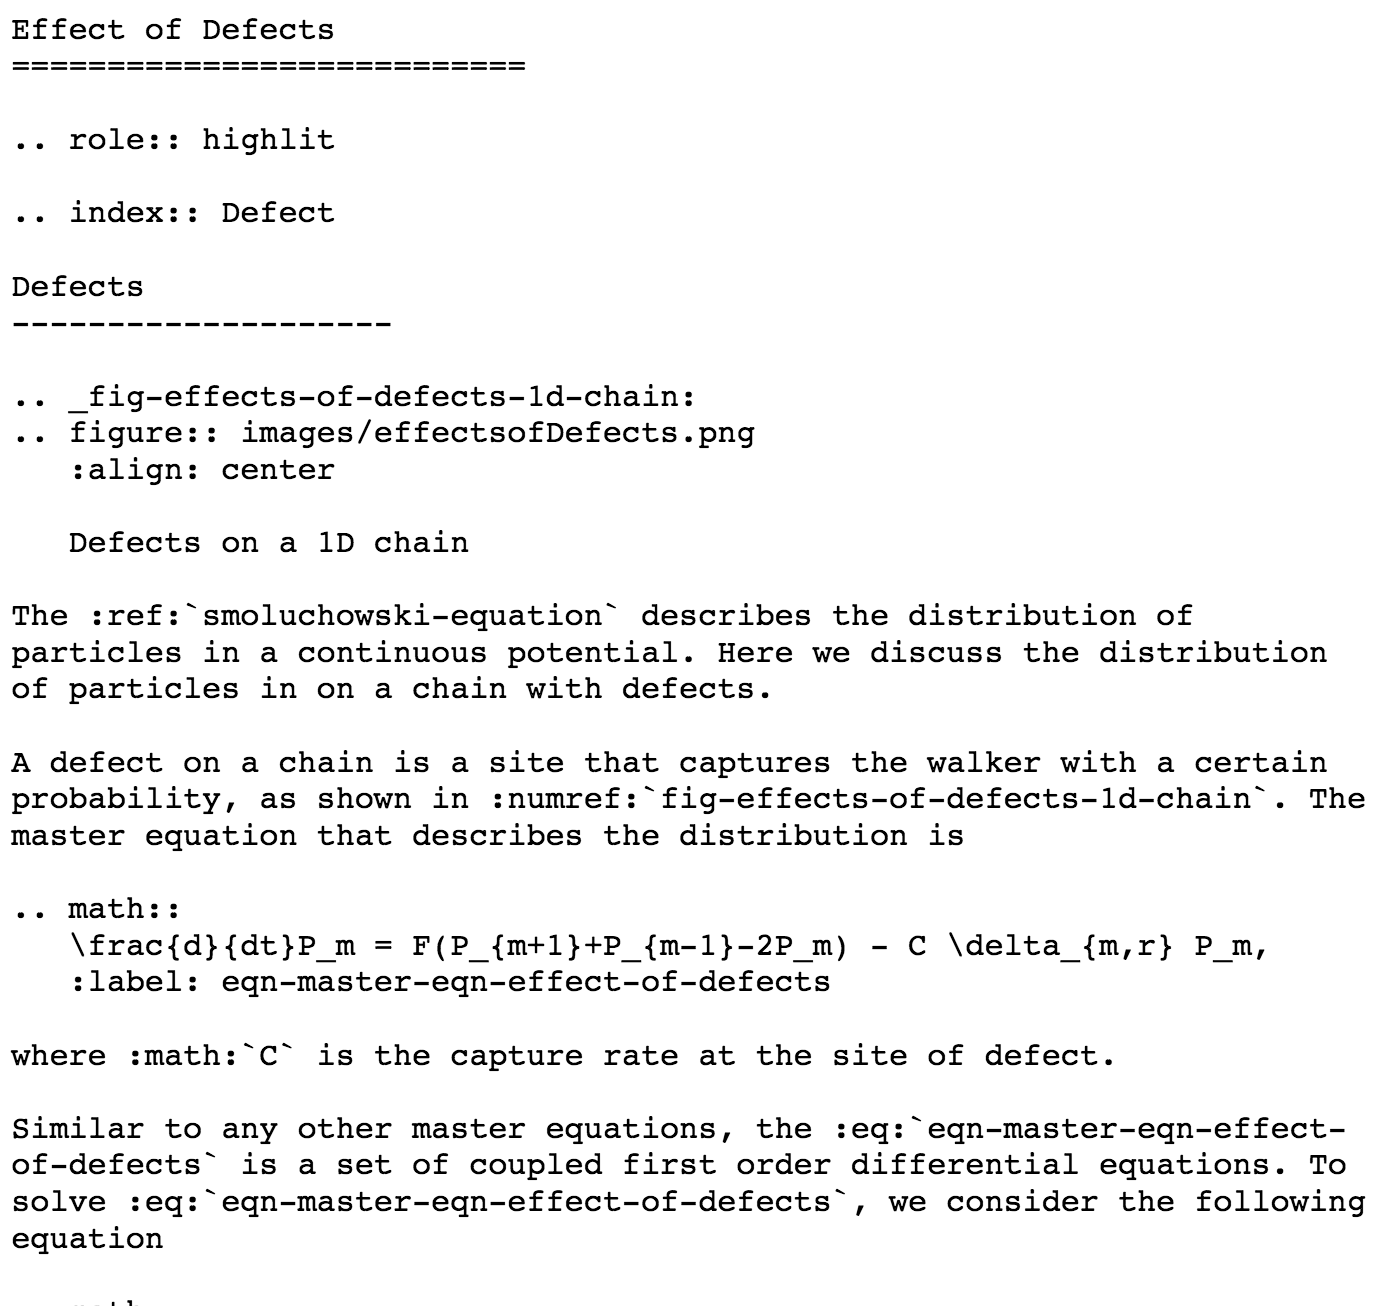 Effect of Defects
===========================
.. role:: highlit
.. index:: Defect
Defects
--------------------
.. _fig-effects-of-defects-1d-chain:
.. figure:: images/effectsofDefects.png
   :align: center
   Defects on a 1D chain
The :ref:`smoluchowski-equation` describes the distribution of
particles in a continuous potential. Here we discuss the distribution
of particles in on a chain with defects.
A defect on a chain is a site that captures the walker with a certain
probability, as shown in :numref:`fig-effects-of-defects-1d-chain`. The
master equation that describes the distribution is
.. math::
   \frac{d}{dt}P_m = F(P_{m+1}+P_{m-1}-2P_m) - C \delta_{m,r} P_m,
   :label: eqn-master-eqn-effect-of-defects
where :math:`C` is the capture rate at the site of defect.
Similar to any other master equations, the :eq:`eqn-master-eqn-effect-
of-defects` is a set of coupled first order differential equations. To
solve :eq:`eqn-master-eqn-effect-of-defects`, we consider the following
equation